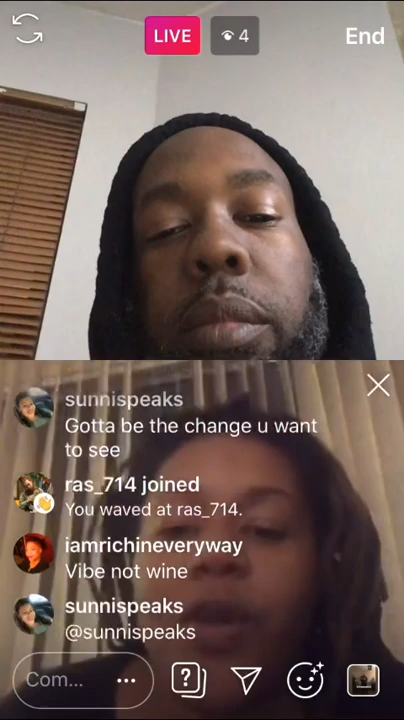 LIVE
4
End
sunnispeaks
Gotta be the change u want
to see
ras_714 joined
You waved at ras_714.
iamrichineveryway
Vibe not wine
sunnispeaks
@sunnispeaks
Com...